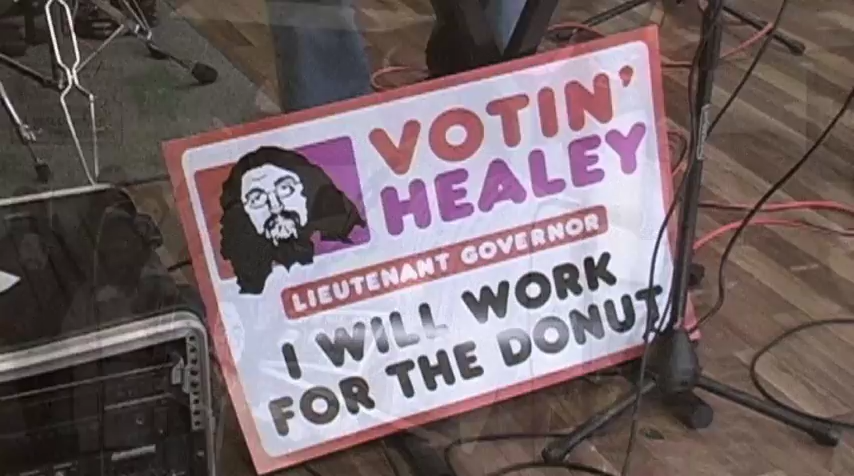 VOTIN'
HEALEY
LIEUTENANT GOVERNOR
I WILL WORK
FOR THE DONUT